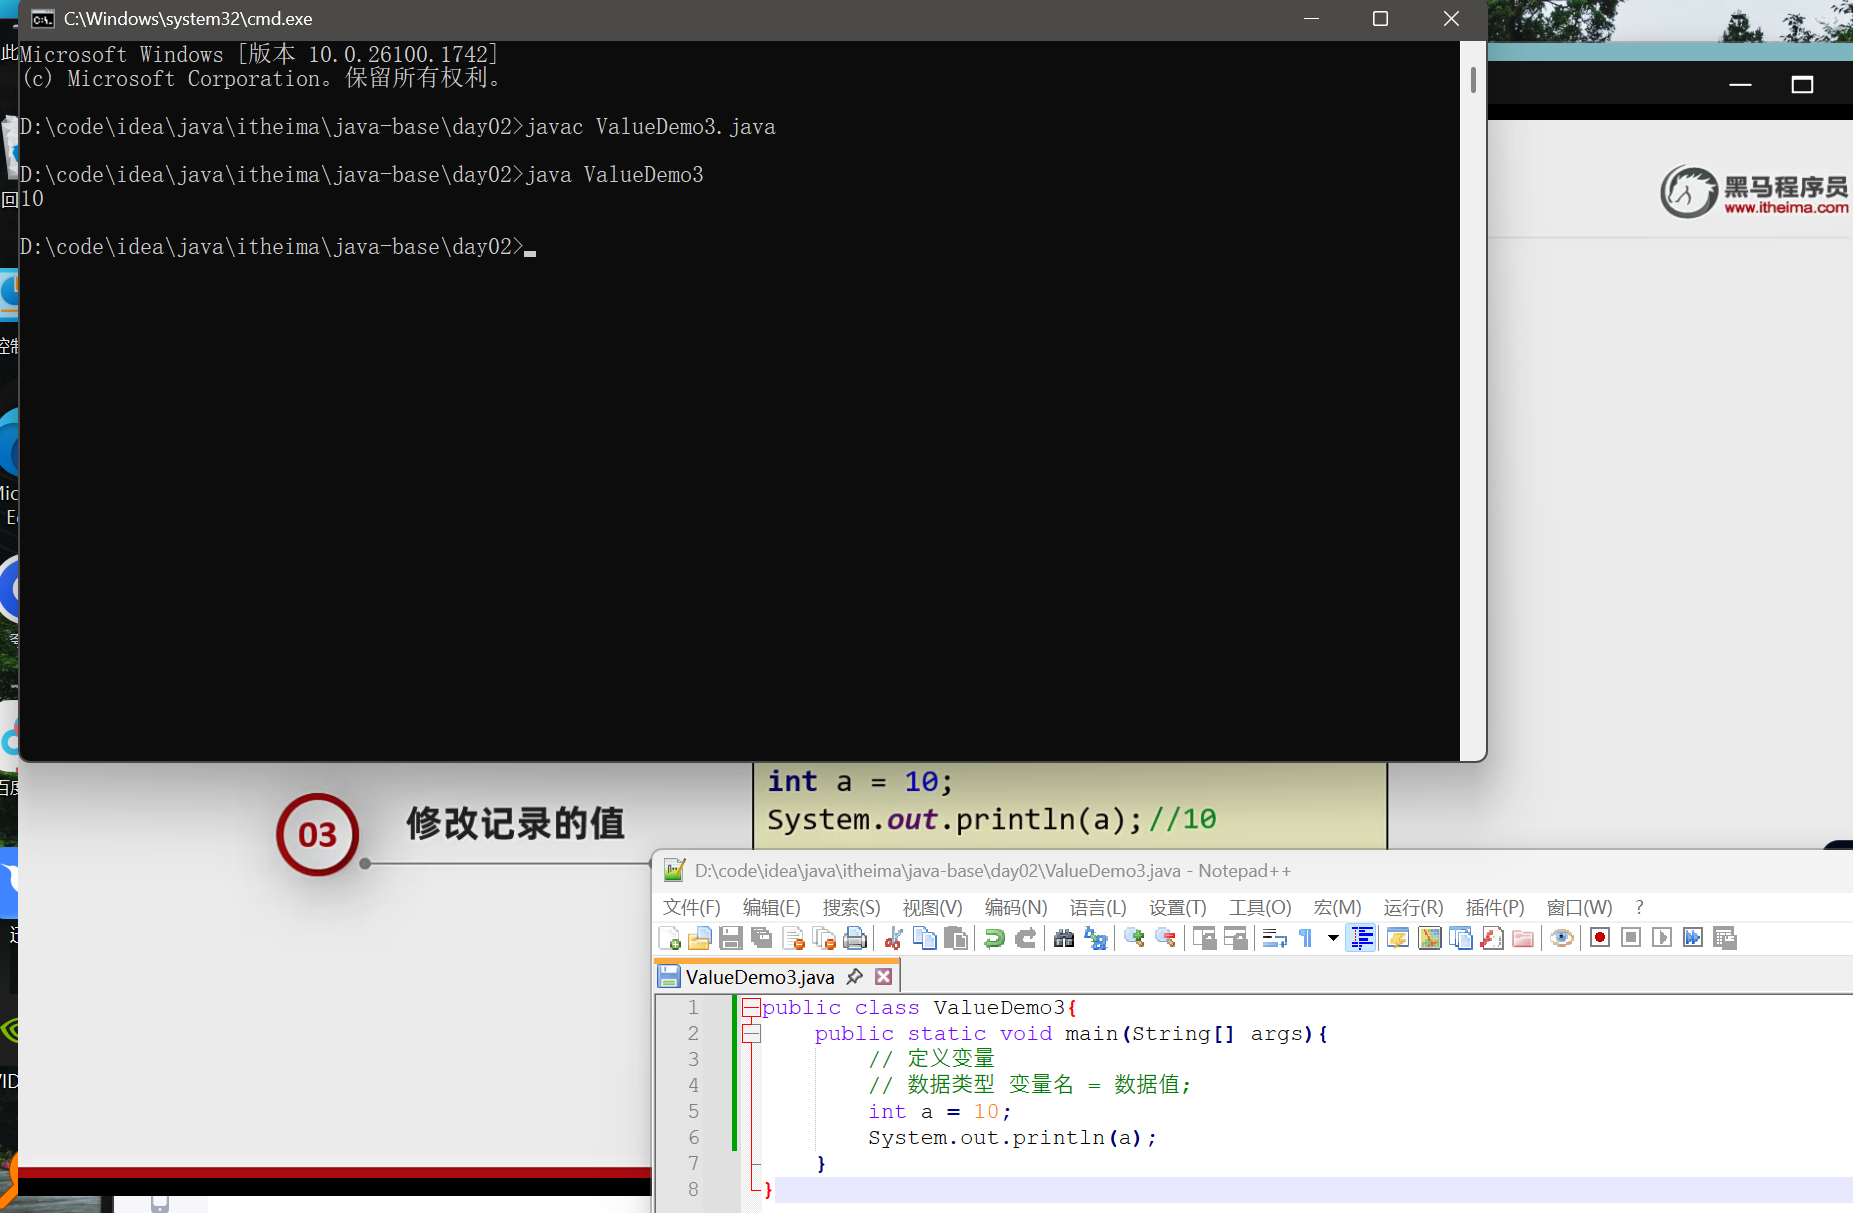 C:\Windows\system32\cmd.exe
Microsoft Windows [版本 10.0.26100.1742]
(c) Microsoft Corporation。保留所有权利。
D:\code\idea\java\itheima\java-base\day02>javac ValueDemo3.java
D:\code\idea\java\itheima\java-base\day02>java ValueDemo3
10
D:\code\idea\java\itheima\java-base\day02>
黑马程序员
www.itheima.com
int a = 10;
System.out.println(a);//10
03
修改记录的值
D:\code\idea\java\itheima\java-base\day02\ValueDemo3.java - Notepad++
文件(F) 编辑(E) 搜索(S) 视图(V) 编码(N) 语言(L) 设置(T) 工具(O) 宏(M) 运行(R) 插件(P) 窗口(W) ?
ValueDemo3.java
1 public class ValueDemo3{
2 public static void main(String[] args){
3 // 定义变量
4 // 数据类型 变量名 = 数据值;
5 int a = 10;
6 System.out.println(a);
7 }
8 }